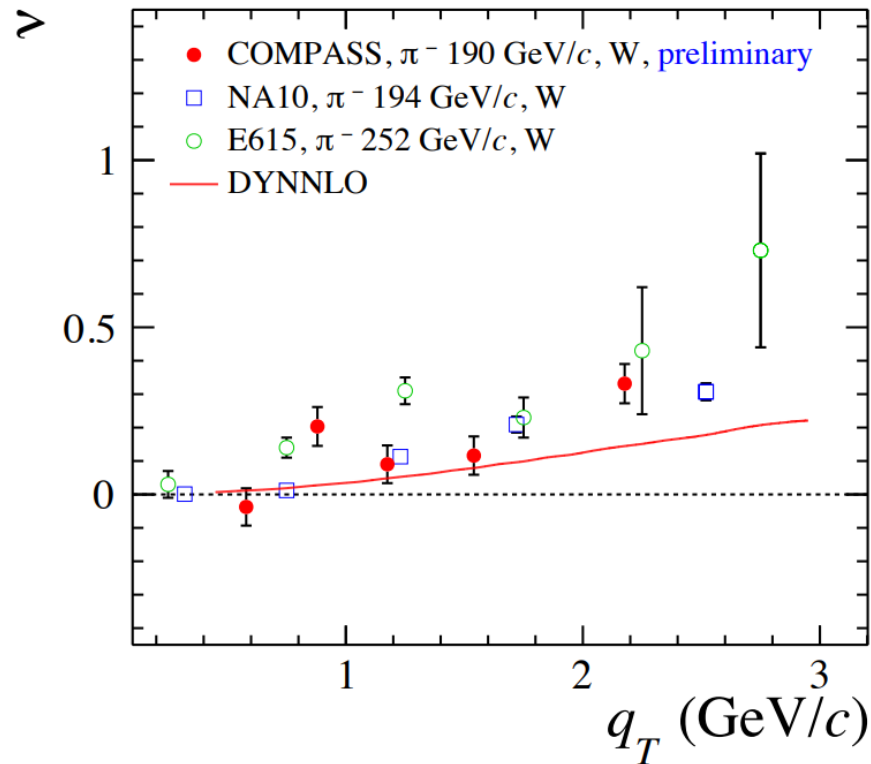 ν
COMPASS, π⁻ 190 GeV/c, W, preliminary
NA10, π⁻ 194 GeV/c, W
E615, π⁻ 252 GeV/c, W
DYNNLO
1
0.5
0
1 2 3
q_T (GeV/c)